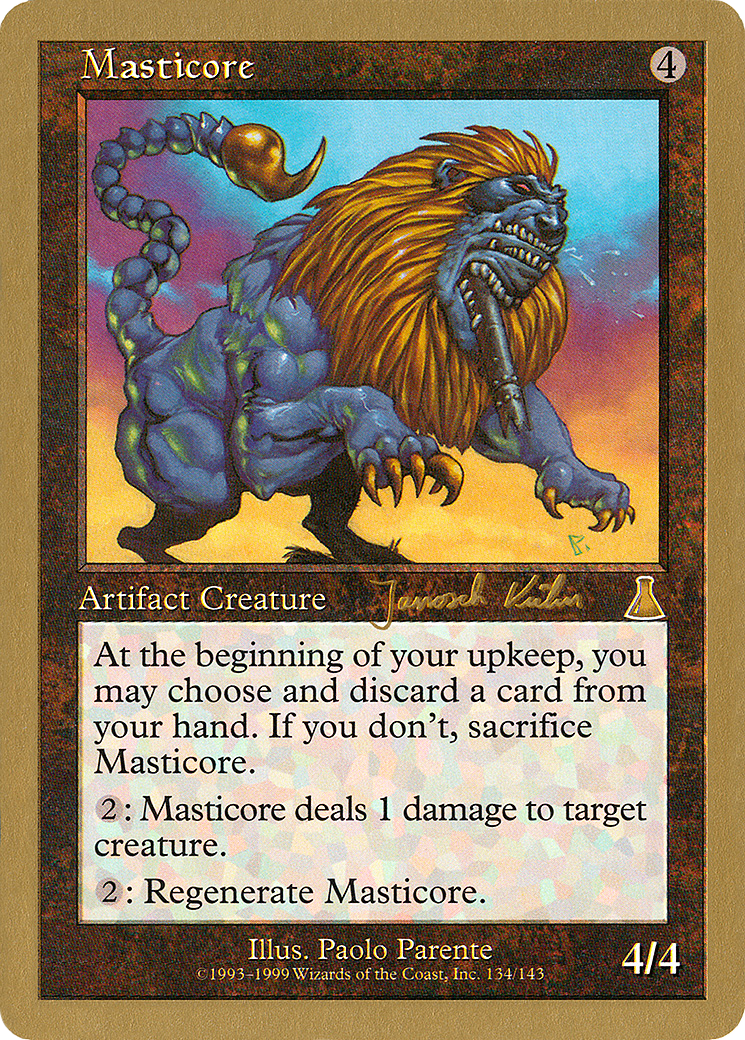 Masticore
4
Artifact Creature
Janosch Kühn
At the beginning of your upkeep, you
may choose and discard a card from
your hand. If you don't, sacrifice
Masticore.
2: Masticore deals 1 damage to target
creature.
2: Regenerate Masticore.
Illus. Paolo Parente
4/4
©1993–1999 Wizards of the Coast, Inc. 134/143